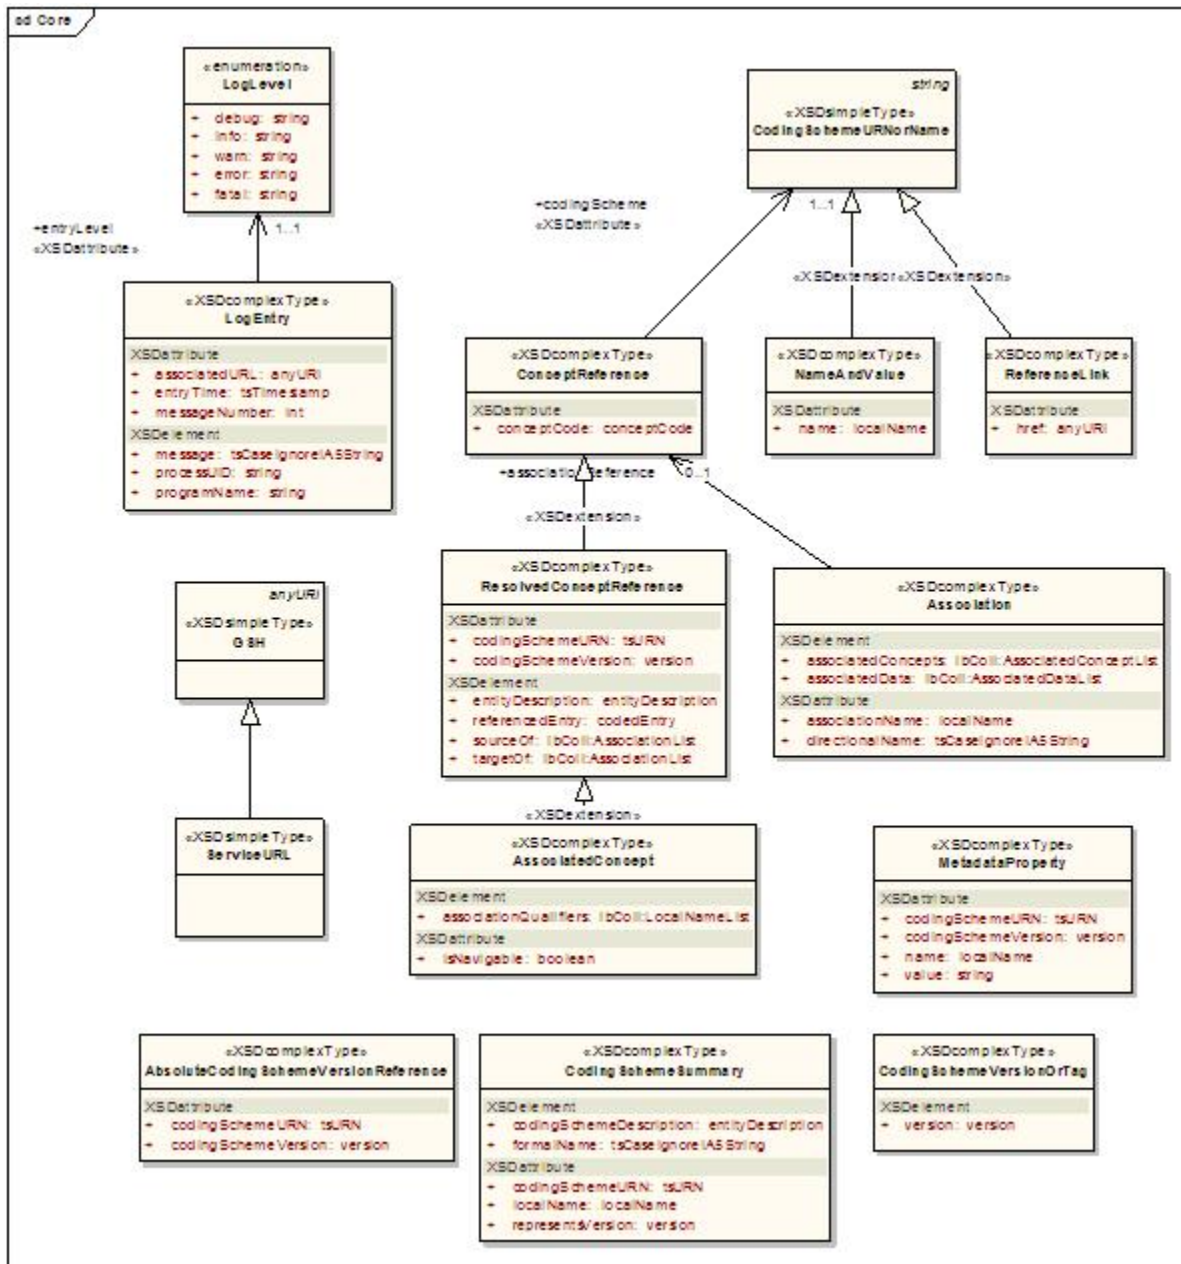 sd Core
«enumeration»
LogLevel
+ debug: string
+ info: string
+ warn: string
+ error: string
+ fatal: string
string
«XSDsimpleType»
CodingSchemeURNorName
+codingScheme
«XSDattribute»
1..1
+entryLevel
«XSDattribute»
1..1
«XSDextension»
«XSDextension»
«XSDcomplexType»
LogEntry
XSDattribute
+ associatedURL: anyURI
+ entryTime: tsTimestamp
+ messageNumber: int
XSDelement
+ message: tsCaseIgnoreIA5String
+ processUID: string
+ programName: string
«XSDcomplexType»
ConceptReference
XSDattribute
+ conceptCode: conceptCode
«XSDcomplexType»
NameAndValue
XSDattribute
+ name: localName
«XSDcomplexType»
ReferenceLink
XSDattribute
+ href: anyURI
+associationReference
0..1
«XSDextension»
«XSDcomplexType»
ResolvedConceptReference
XSDattribute
+ codingSchemeURN: tsURN
+ codingSchemeVersion: version
XSDelement
+ entityDescription: entityDescription
+ referencedEntry: codedEntry
+ sourceOf: lbColl:AssociationList
+ targetOf: lbColl:AssociationList
«XSDcomplexType»
Association
XSDelement
+ associatedConcepts: lbColl:AssociatedConceptList
+ associatedData: lbColl:AssociatedDataList
XSDattribute
+ associationName: localName
+ directionalName: tsCaseIgnoreIA5String
anyURI
«XSDsimpleType»
GSH
«XSDsimpleType»
ServiceURL
«XSDextension»
«XSDcomplexType»
AssociatedConcept
XSDelement
+ associationQualifiers: lbColl:LocalNameList
XSDattribute
+ isNavigable: boolean
«XSDcomplexType»
MetadataProperty
XSDattribute
+ codingSchemeURN: tsURN
+ codingSchemeVersion: version
+ name: localName
+ value: string
«XSDcomplexType»
AbsoluteCodingSchemeVersionReference
XSDattribute
+ codingSchemeURN: tsURN
+ codingSchemeVersion: version
«XSDcomplexType»
CodingSchemeSummary
XSDelement
+ codingSchemeDescription: entityDescription
+ formalName: tsCaseIgnoreIA5String
XSDattribute
+ codingSchemeURN: tsURN
+ localName: localName
+ representsVersion: version
«XSDcomplexType»
CodingSchemeVersionOrTag
XSDelement
+ version: version